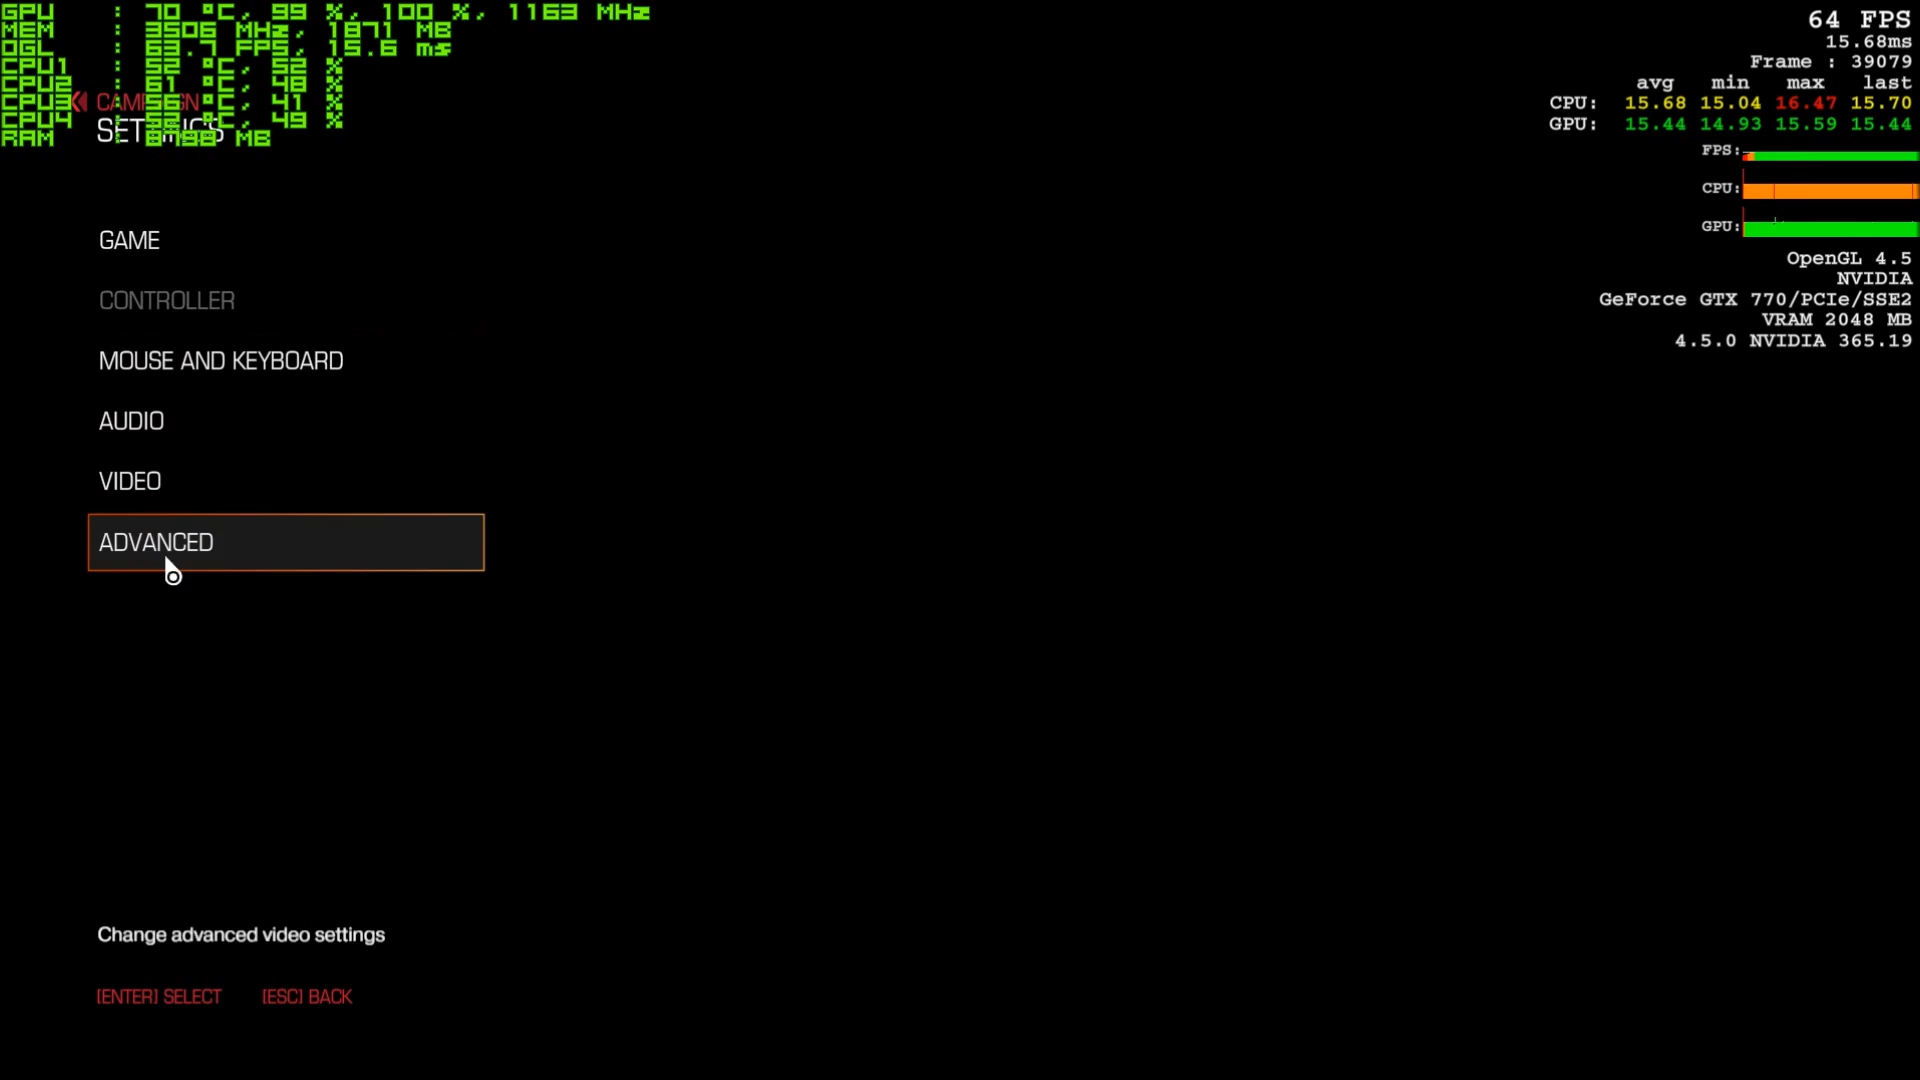 GPU : 70 °C, 99 %, 100 %, 1163 MHz
MEM : 3506 MHz, 1871 MB
OGL : 63.7 FPS, 15.6 ms
CPU1 : 52 °C, 52 %
CPU2 : 61 °C, 48 %
CPU3 : 56 °C, 41 %
CAMPAIGN
CPU4 : °C, 49 %
SETTINGS
RAM : MB
GAME
CONTROLLER
MOUSE AND KEYBOARD
AUDIO
VIDEO
ADVANCED
Change advanced video settings
[ENTER] SELECT [ESC] BACK
64 FPS
15.68ms
Frame : 39079
avg min max last
CPU: 15.68 15.04 16.47 15.70
GPU: 15.44 14.93 15.59 15.44
FPS:
CPU:
GPU:
OpenGL 4.5
NVIDIA
GeForce GTX 770/PCIe/SSE2
VRAM 2048 MB
4.5.0 NVIDIA 365.19